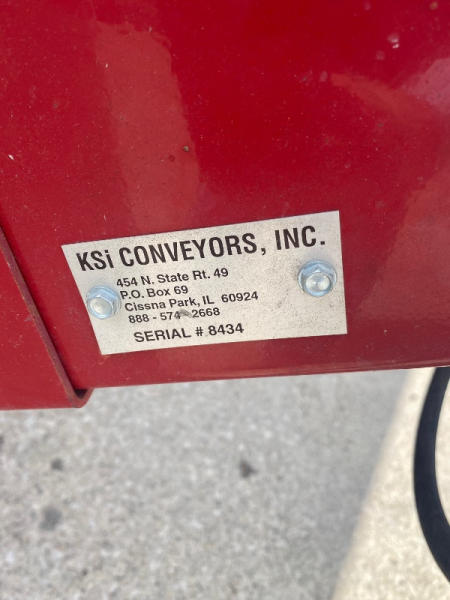 KSi CONVEYORS, INC.
454 N. State Rt. 49
P.O. Box 69
Cissna Park, IL 60924
888 - 574 - 2668
SERIAL # 8434